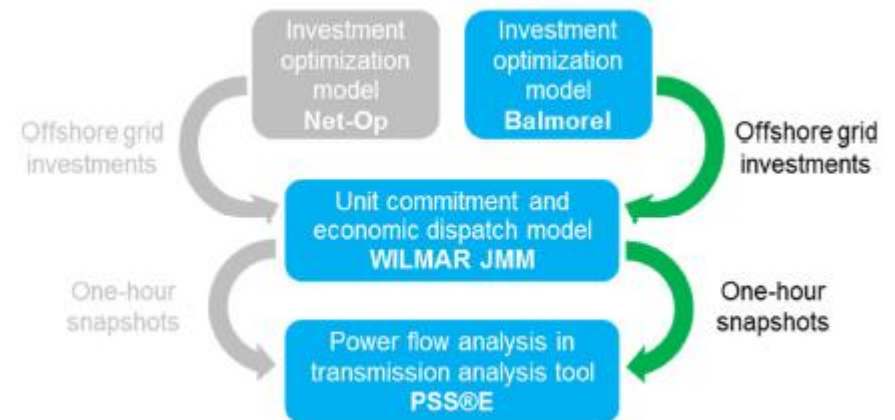 Investment
optimization
model
Net-Op
Investment
optimization
model
Balmorel
Offshore grid
investments
Offshore grid
investments
Unit commitment and
economic dispatch model
WILMAR JMM
One-hour
snapshots
One-hour
snapshots
Power flow analysis in
transmission analysis tool
PSS®E